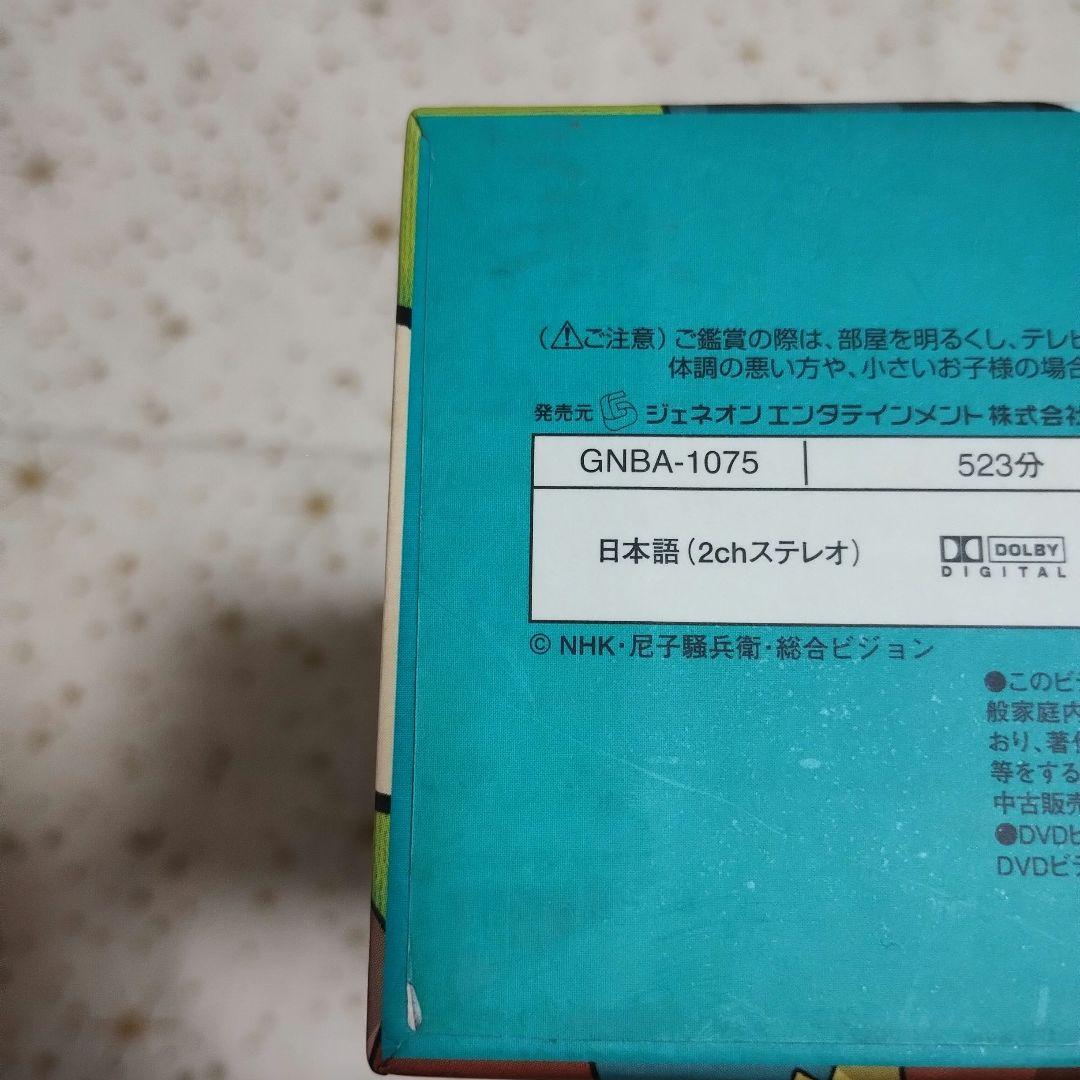 (⚠ご注意)ご鑑賞の際は、部屋を明るくし、テレビ
体調の悪い方や、小さいお子様の場合
発売元 ジェネオン エンタテインメント 株式会社
GNBA-1075 523分
日本語(2chステレオ) DOLBY
DIGITAL
© NHK・尼子騒兵衛・総合ビジョン
●このビデ
般家庭内
おり、著作
等をする
中古販売
●DVDビ
DVDビデ